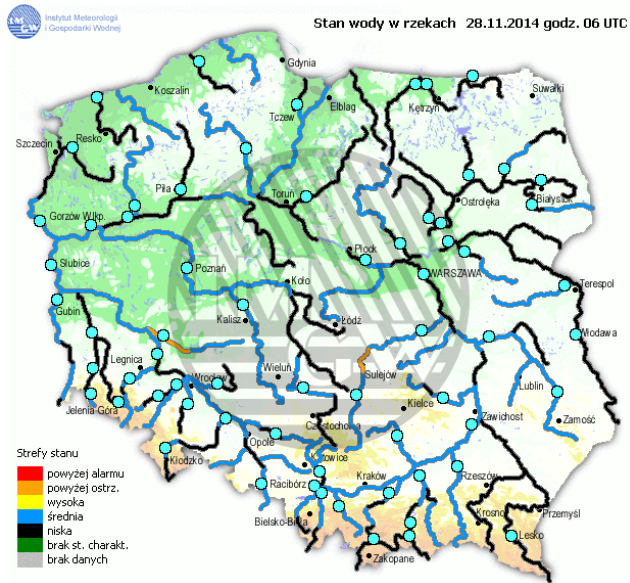 Instytut Meteorologii
i Gospodarki Wodnej
Stan wody w rzekach 28.11.2014 godz. 06 UTC
Gdynia
Koszalin
Suwałki
Elbląg
Kętrzyn
Tczew
Resko
Szczecin
Piła
Toruń
Białystok
Ostrołęka
Gorzów Wlkp.
Płock
Słubice
Poznań
WARSZAWA
Koło
Terespol
Gubin
Kalisz
Łódź
Włodawa
Legnica
Wrocław
Wieluń
Sulejów
Lublin
Jelenia Góra
Kielce
Zawichost
Zamość
Częstochowa
Opole
Kłodzko
Katowice
Racibórz
Kraków
Rzeszów
Bielsko-Biała
Krosno
Przemyśl
Lesko
Zakopane
Strefy stanu
powyżej alarmu
powyżej ostrz.
wysoka
średnia
niska
brak st. charakt.
brak danych